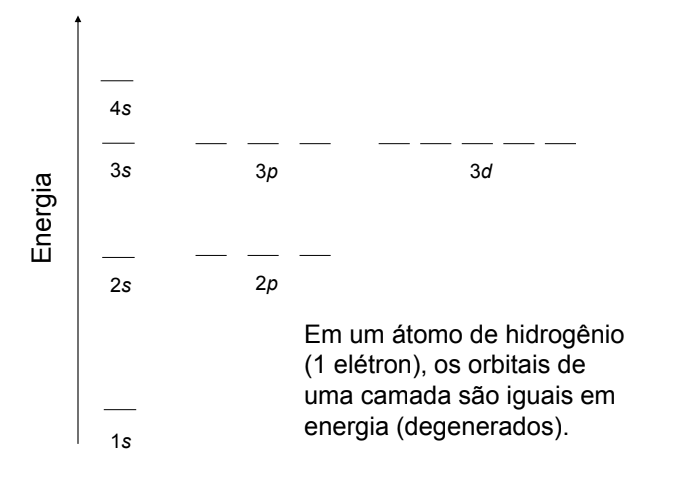 4s
3s 3p 3d
Energia
2s 2p
Em um átomo de hidrogênio
(1 elétron), os orbitais de
uma camada são iguais em
energia (degenerados).
1s